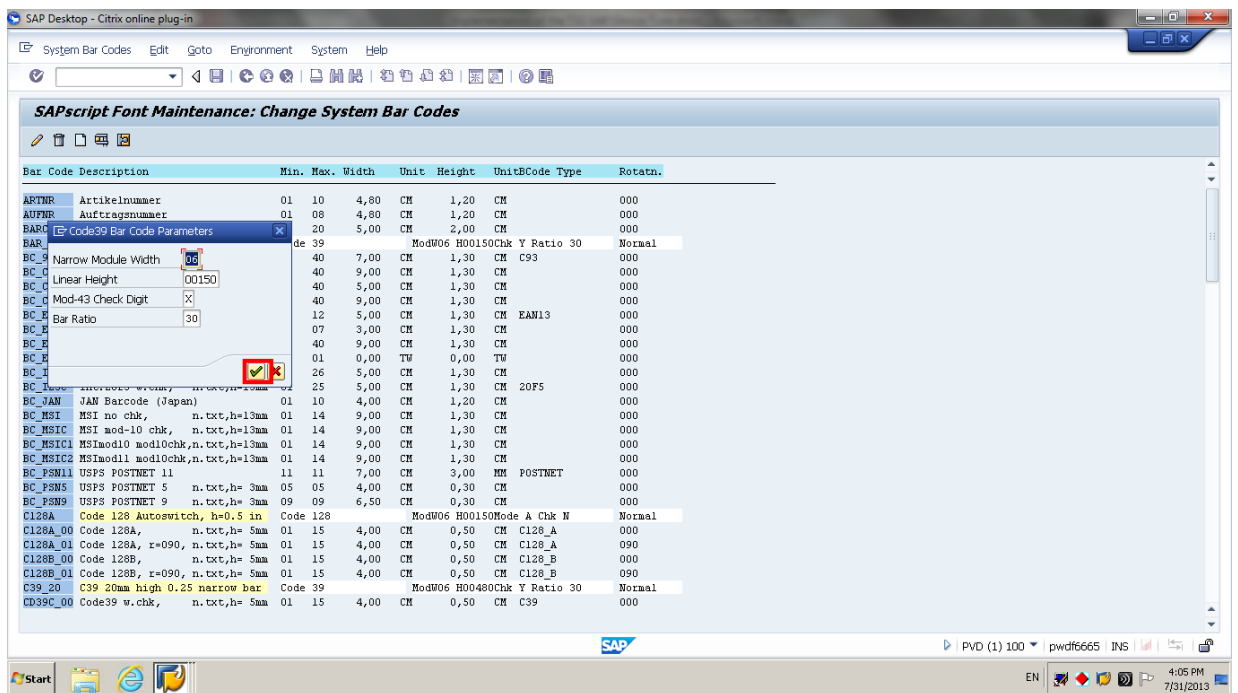 SAP Desktop - Citrix online plug-in
System Bar Codes Edit Goto Environment System Help
SAPscript Font Maintenance: Change System Bar Codes
Bar Code Description Min. Max. Width Unit Height UnitBCode Type Rotatn.
ARTNR Artikelnummer 01 10 4,80 CM 1,20 CM 000
AUFNR Auftragsnummer 01 08 4,80 CM 1,20 CM 000
BARC 20 5,00 CM 2,00 CM 000
BAR_ de 39 ModW06 H00150Chk Y Ratio 30 Normal
BC_9 40 7,00 CM 1,30 CM C93 000
BC_C 40 9,00 CM 1,30 CM 000
BC_C 40 5,00 CM 1,30 CM 000
BC_C 40 9,00 CM 1,30 CM 000
BC_E 12 5,00 CM 1,30 CM EAN13 000
BC_E 07 3,00 CM 1,30 CM 000
BC_E 40 9,00 CM 1,30 CM 000
BC_E 01 0,00 TW 0,00 TW 000
BC_I 26 5,00 CM 1,30 CM 000
25 5,00 CM 1,30 CM 20F5 000
Code39 Bar Code Parameters
Narrow Module Width 06
Linear Height 00150
Mod-43 Check Digit X
Bar Ratio 30
BC_JAN JAN Barcode (Japan) 01 10 4,00 CM 1,20 CM 000
BC_MSI MSI no chk, n.txt,h=13mm 01 14 9,00 CM 1,30 CM 000
BC_MSIC MSI mod-10 chk, n.txt,h=13mm 01 14 9,00 CM 1,30 CM 000
BC_MSIC1 MSImod10 mod10chk,n.txt,h=13mm 01 14 9,00 CM 1,30 CM 000
BC_MSIC2 MSImod11 mod10chk,n.txt,h=13mm 01 14 9,00 CM 1,30 CM 000
BC_PSN11 USPS POSTNET 11 11 11 7,00 CM 3,00 MM POSTNET 000
BC_PSN5 USPS POSTNET 5 n.txt,h= 3mm 05 05 4,00 CM 0,30 CM 000
BC_PSN9 USPS POSTNET 9 n.txt,h= 3mm 09 09 6,50 CM 0,30 CM 000
C128A Code 128 Autoswitch, h=0.5 in Code 128 ModW06 H00150Mode A Chk N Normal
C128A_00 Code 128A, n.txt,h= 5mm 01 15 4,00 CM 0,50 CM C128_A 000
C128A_01 Code 128A, r=090, n.txt,h= 5mm 01 15 4,00 CM 0,50 CM C128_A 090
C128B_00 Code 128B, n.txt,h= 5mm 01 15 4,00 CM 0,50 CM C128_B 000
C128B_01 Code 128B, r=090, n.txt,h= 5mm 01 15 4,00 CM 0,50 CM C128_B 090
C39_20 C39 20mm high 0.25 narrow bar Code 39 ModW06 H00480Chk Y Ratio 30 Normal
CD39C_00 Code39 w.chk, n.txt,h= 5mm 01 15 4,00 CM 0,50 CM C39 000
SAP
PVD (1) 100 pwdf6665 INS
Start
EN
4:05 PM
7/31/2013